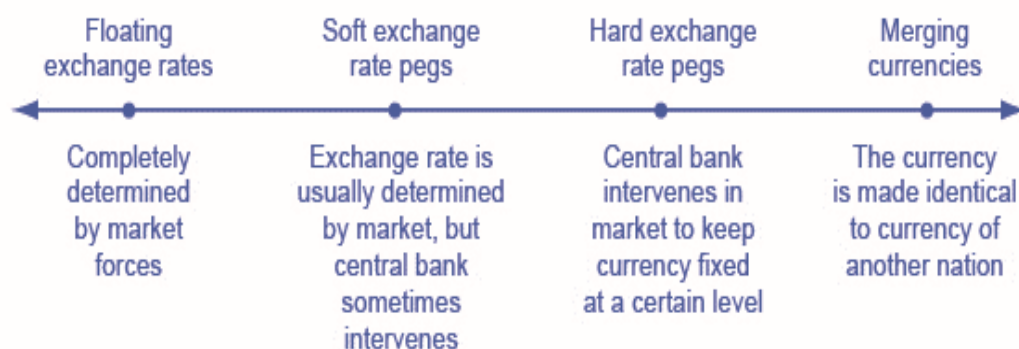 Floating
exchange rates
Soft exchange
rate pegs
Hard exchange
rate pegs
Merging
currencies
Completely
determined
by market
forces
Exchange rate is
usually determined
by market, but
central bank
sometimes
intervenes
Central bank
intervenes in
market to keep
currency fixed
at a certain level
The currency
is made identical
to currency of
another nation